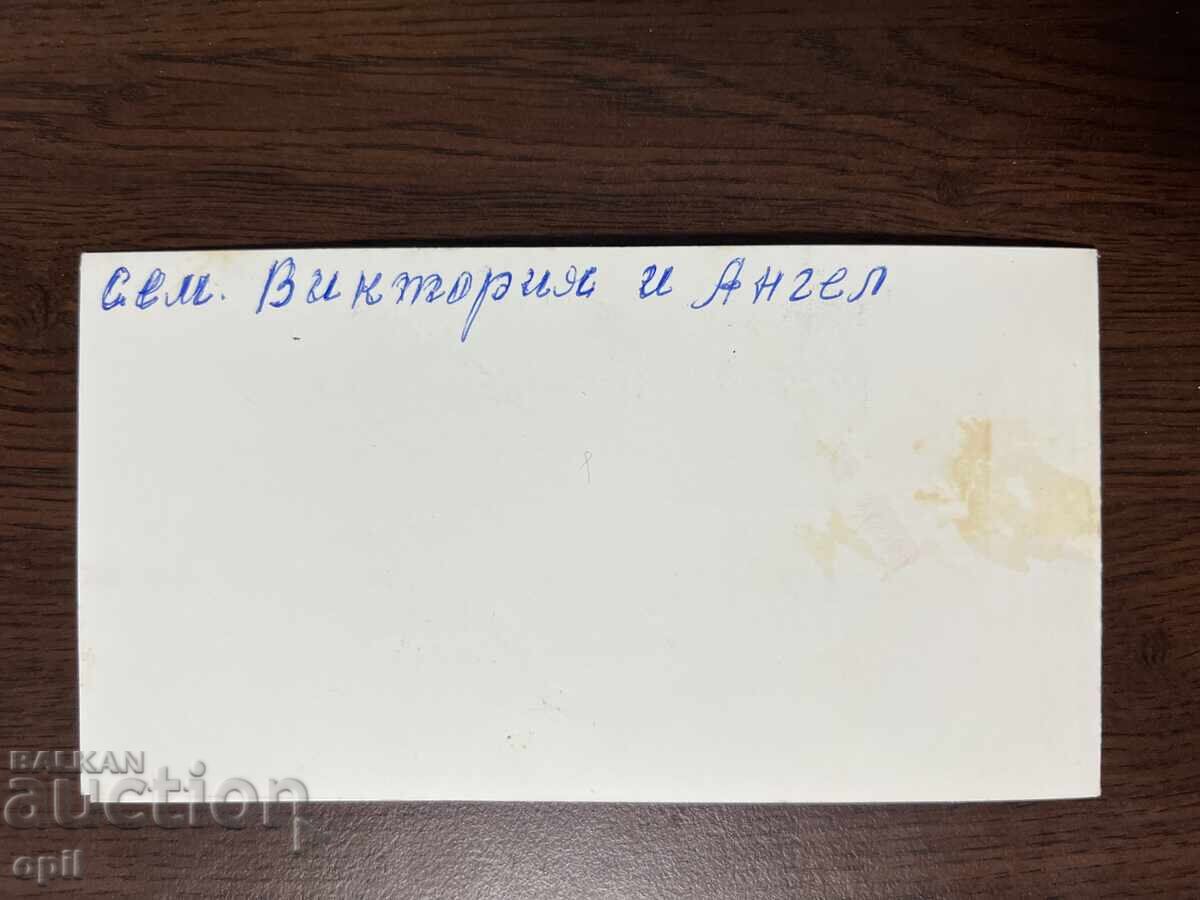 сем. Виктория и Ангел
BALKAN
auction
opil